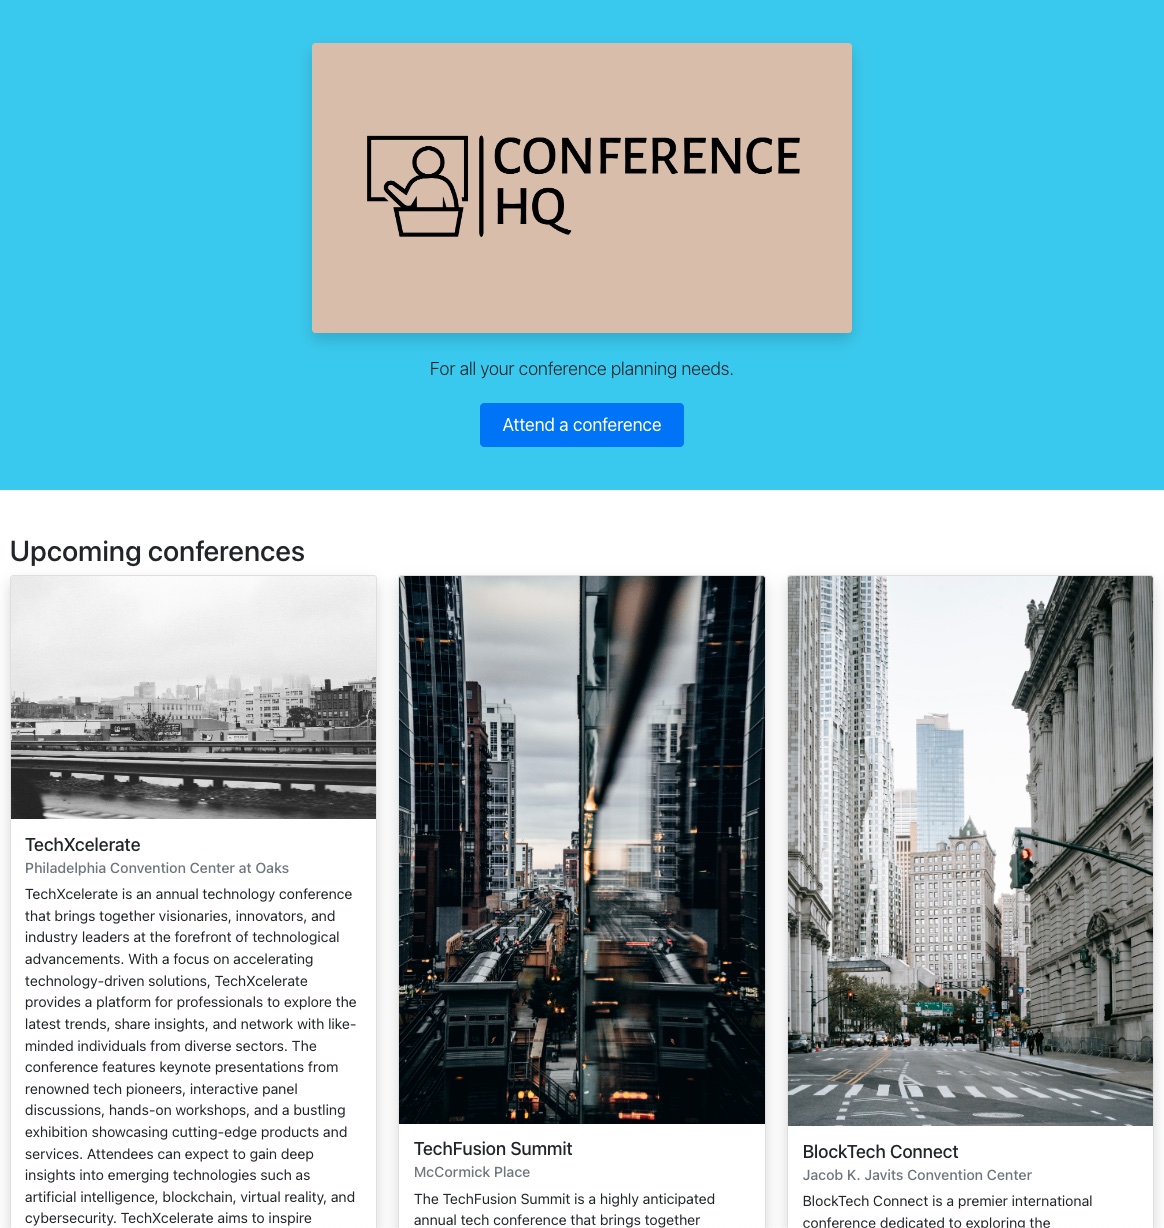 CONFERENCE
HQ
For all your conference planning needs.
Attend a conference
Upcoming conferences
TechXcelerate
Philadelphia Convention Center at Oaks
TechXcelerate is an annual technology conference
that brings together visionaries, innovators, and
industry leaders at the forefront of technological
advancements. With a focus on accelerating
technology-driven solutions, TechXcelerate
provides a platform for professionals to explore the
latest trends, share insights, and network with like-
minded individuals from diverse sectors. The
conference features keynote presentations from
renowned tech pioneers, interactive panel
discussions, hands-on workshops, and a bustling
exhibition showcasing cutting-edge products and
services. Attendees can expect to gain deep
insights into emerging technologies such as
artificial intelligence, blockchain, virtual reality, and
cybersecurity. TechXcelerate aims to inspire
TechFusion Summit
McCormick Place
The TechFusion Summit is a highly anticipated
annual tech conference that brings together
BlockTech Connect
Jacob K. Javits Convention Center
BlockTech Connect is a premier international
conference dedicated to exploring the